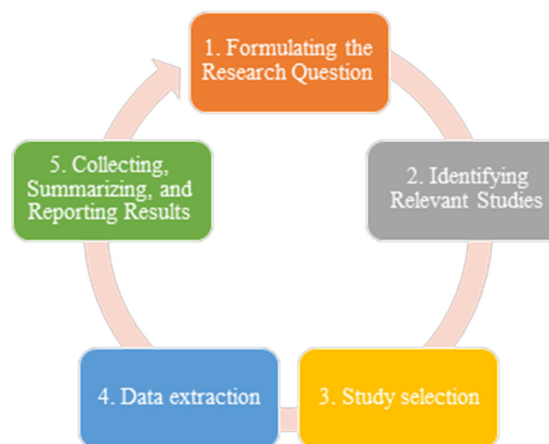 1. Formulating the
Research Question
2. Identifying
Relevant Studies
3. Study selection
4. Data extraction
5. Collecting,
Summarizing, and
Reporting Results